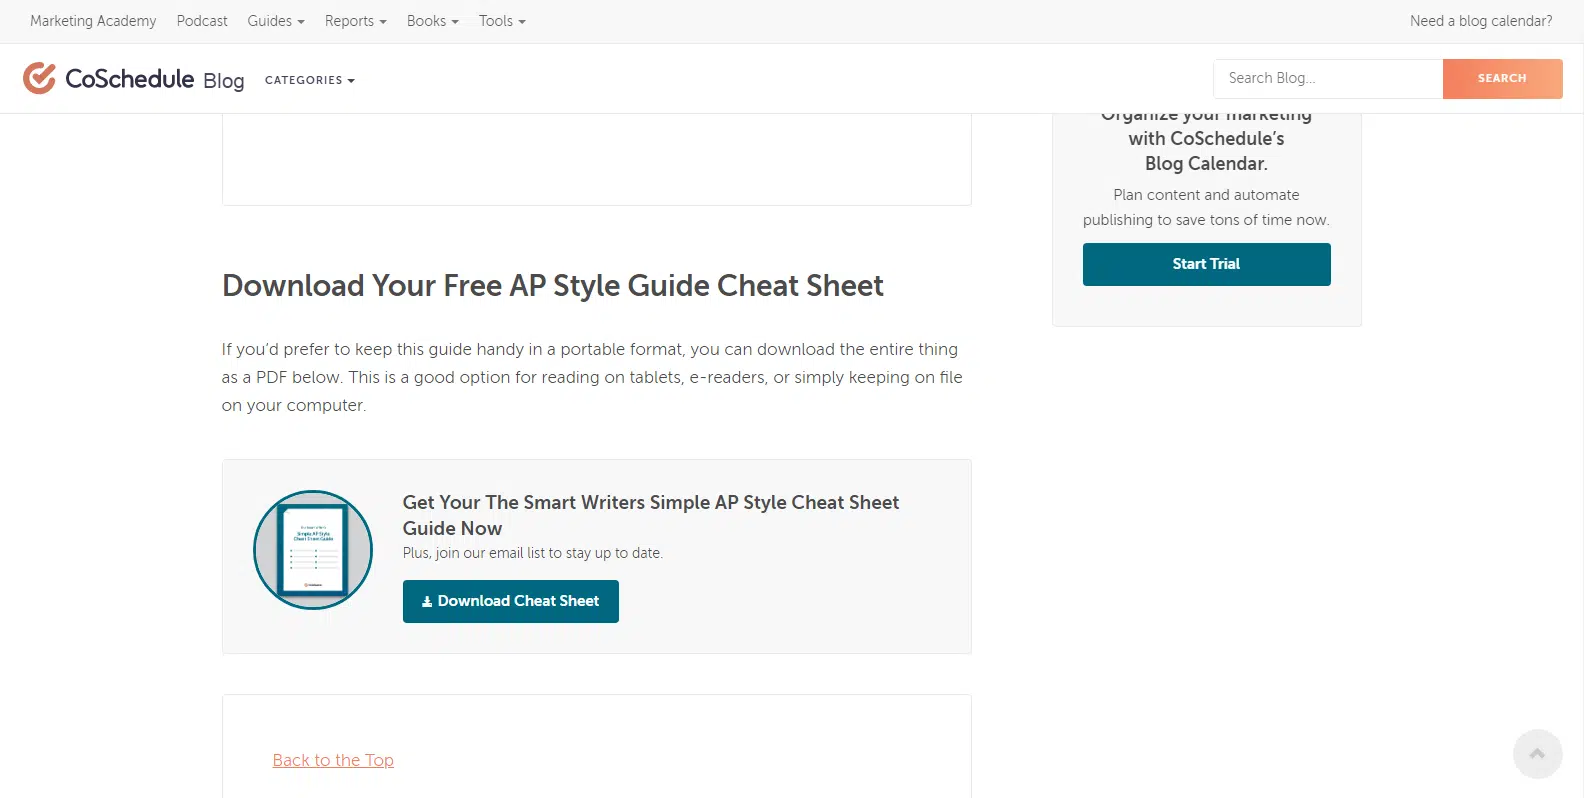 Marketing Academy Podcast Guides Reports Books Tools Need a blog calendar?
CoSchedule Blog CATEGORIES Search Blog... SEARCH
Organize your marketing
with CoSchedule’s
Blog Calendar.
Plan content and automate
publishing to save tons of time now.
Start Trial
Download Your Free AP Style Guide Cheat Sheet
If you’d prefer to keep this guide handy in a portable format, you can download the entire thing
as a PDF below. This is a good option for reading on tablets, e-readers, or simply keeping on file
on your computer.
Simple AP Style
Cheat Sheet Guide
Get Your The Smart Writers Simple AP Style Cheat Sheet
Guide Now
Plus, join our email list to stay up to date.
Download Cheat Sheet
Back to the Top